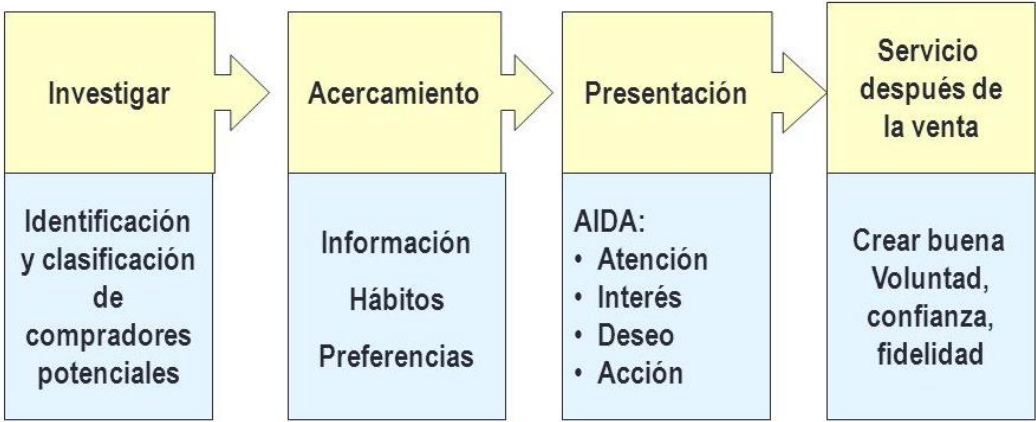 Investigar
Identificación
y clasificación
de
compradores
potenciales
Acercamiento
Información
Hábitos
Preferencias
Presentación
AIDA:
• Atención
• Interés
• Deseo
• Acción
Servicio
después de
la venta
Crear buena
Voluntad,
confianza,
fidelidad